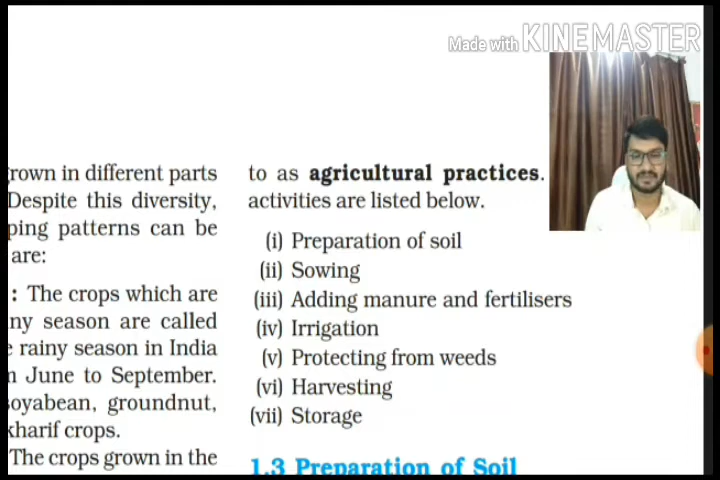 Made with KINEMASTER
rown in different parts
Despite this diversity,
ping patterns can be
are:
: The crops which are
ny season are called
e rainy season in India
n June to September.
soyabean, groundnut,
kharif crops.
The crops grown in the
to as agricultural practices.
activities are listed below.
(i) Preparation of soil
(ii) Sowing
(iii) Adding manure and fertilisers
(iv) Irrigation
(v) Protecting from weeds
(vi) Harvesting
(vii) Storage
1.3 Preparation of Soil